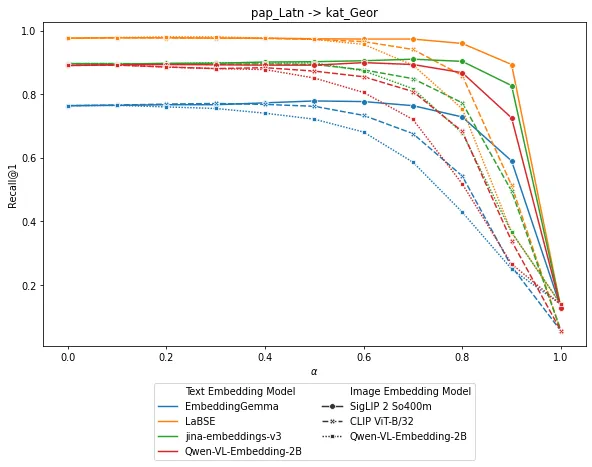 pap_Latn -> kat_Geor
1.0
0.8
0.6
0.4
0.2
Recall@1
0.0 0.2 0.4 0.6 0.8 1.0
α
Text Embedding Model
EmbeddingGemma
LaBSE
jina-embeddings-v3
Qwen-VL-Embedding-2B
Image Embedding Model
SigLIP 2 So400m
CLIP ViT-B/32
Qwen-VL-Embedding-2B